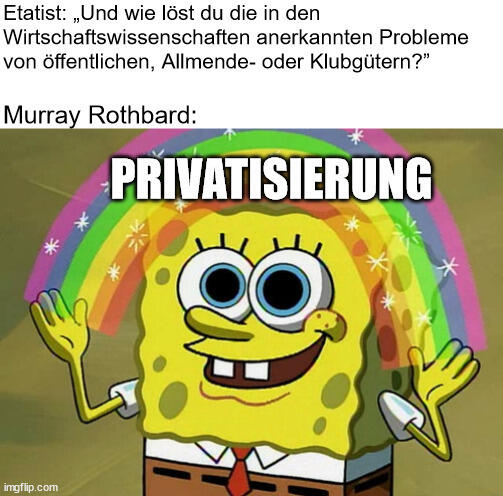 Etatist: „Und wie löst du die in den
Wirtschaftswissenschaften anerkannten Probleme
von öffentlichen, Allmende- oder Klubgütern?”
Murray Rothbard:
PRIVATISIERUNG
imgflip.com